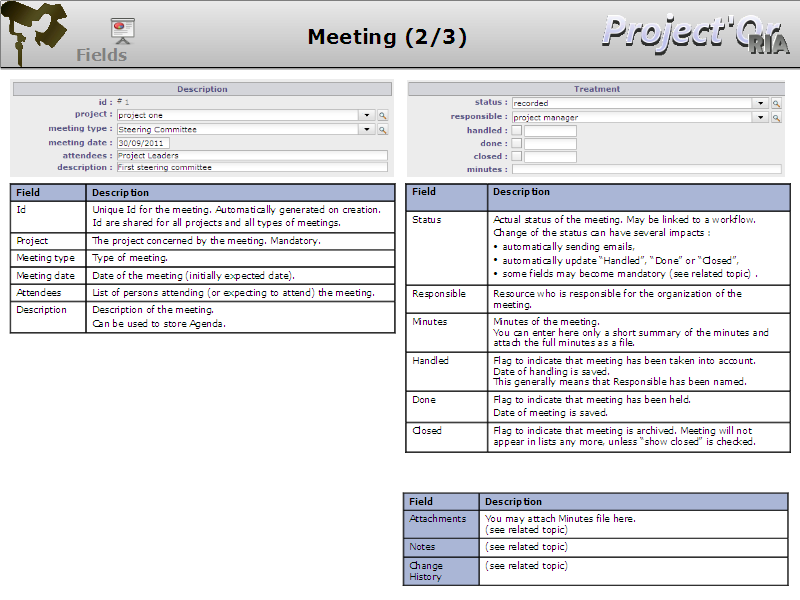 Meeting (2/3)
Fields
Project'Or
RIA
Description
id : # 1
project : project one
meeting type : Steering Committee
meeting date : 30/09/2011
attendees : Project Leaders
description : First steering committee
Treatment
status : recorded
responsible : project manager
handled :
done :
closed :
minutes :
Field Description
Id Unique Id for the meeting. Automatically generated on creation.
Id are shared for all projects and all types of meetings.
Project The project concerned by the meeting. Mandatory.
Meeting type Type of meeting.
Meeting date Date of the meeting (initially expected date).
Attendees List of persons attending (or expecting to attend) the meeting.
Description Description of the meeting.
Can be used to store Agenda.
Field Description
Status Actual status of the meeting. May be linked to a workflow.
Change of the status can have several impacts :
• automatically sending emails,
• automatically update “Handled”, “Done” or “Closed”,
• some fields may become mandatory (see related topic) .
Responsible Resource who is responsible for the organization of the
meeting.
Minutes Minutes of the meeting.
You can enter here only a short summary of the minutes and
attach the full minutes as a file.
Handled Flag to indicate that meeting has been taken into account.
Date of handling is saved.
This generally means that Responsible has been named.
Done Flag to indicate that meeting has been held.
Date of meeting is saved.
Closed Flag to indicate that meeting is archived. Meeting will not
appear in lists any more, unless “show closed” is checked.
Field Description
Attachments You may attach Minutes file here.
(see related topic)
Notes (see related topic)
Change (see related topic)
History